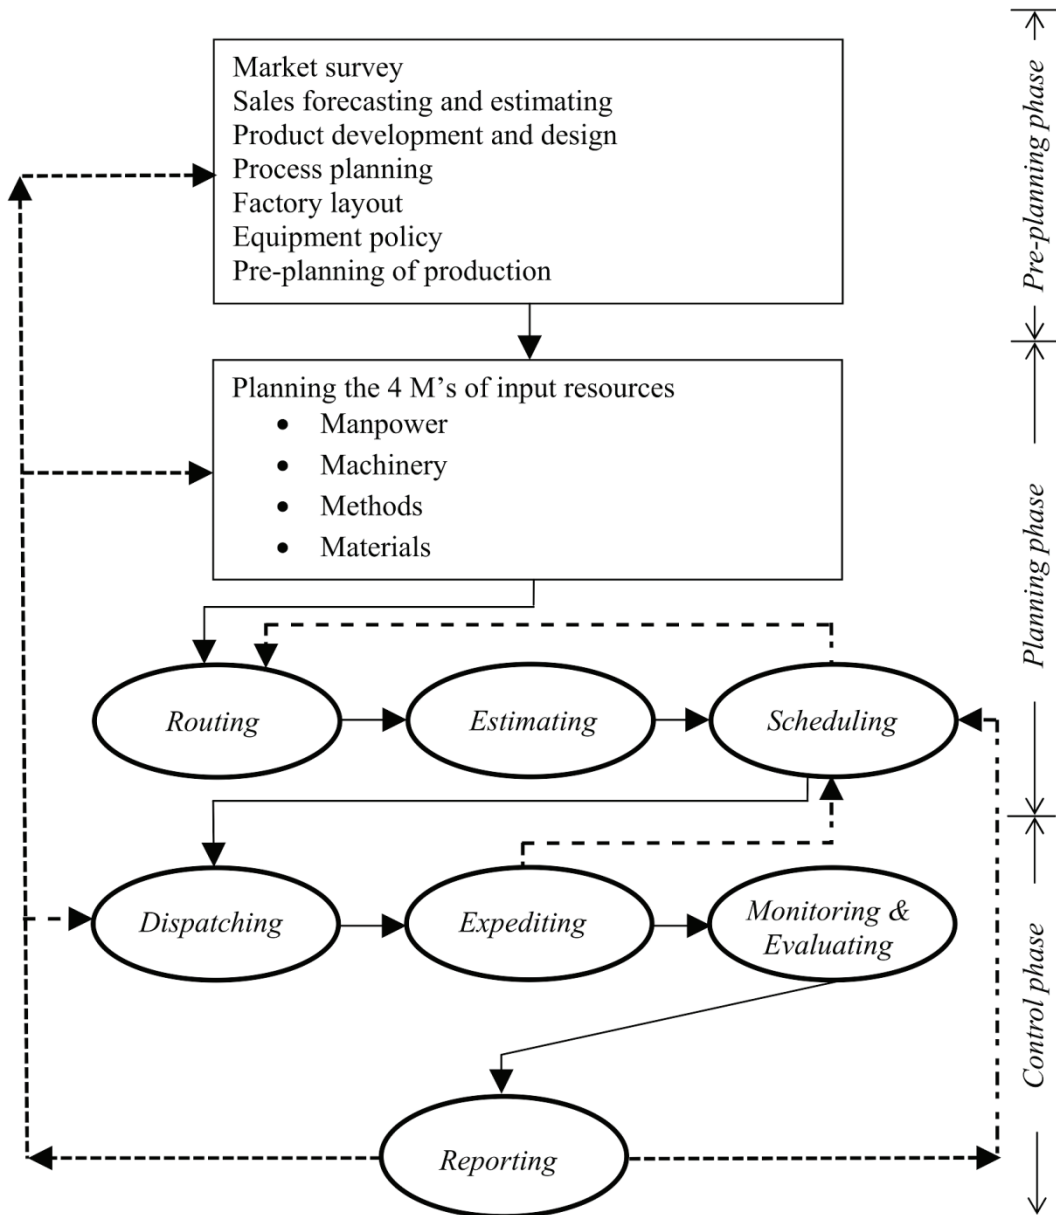 Market survey
Sales forecasting and estimating
Product development and design
Process planning
Factory layout
Equipment policy
Pre-planning of production
Pre-planning phase
Planning the 4 M’s of input resources
• Manpower
• Machinery
• Methods
• Materials
Planning phase
Routing
Estimating
Scheduling
Dispatching
Expediting
Monitoring &
Evaluating
Control phase
Reporting